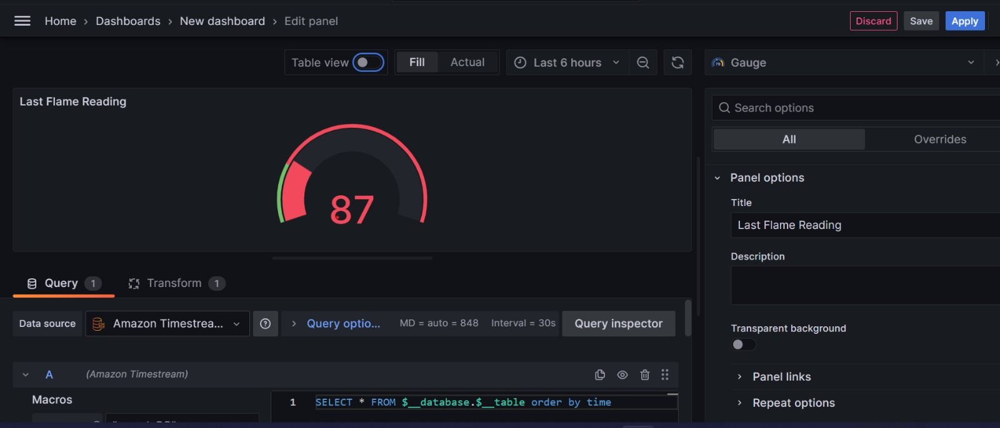 Home › Dashboards › New dashboard › Edit panel
Discard Save Apply
Table view Fill Actual Last 6 hours Gauge
Last Flame Reading
87
Search options
All Overrides
Panel options
Title
Last Flame Reading
Description
Transparent background
Panel links
Repeat options
Query 1 Transform 1
Data source Amazon Timestrea... Query optio... MD = auto = 848 Interval = 30s Query inspector
A (Amazon Timestream)
Macros
1 SELECT * FROM $__database.$__table order by time